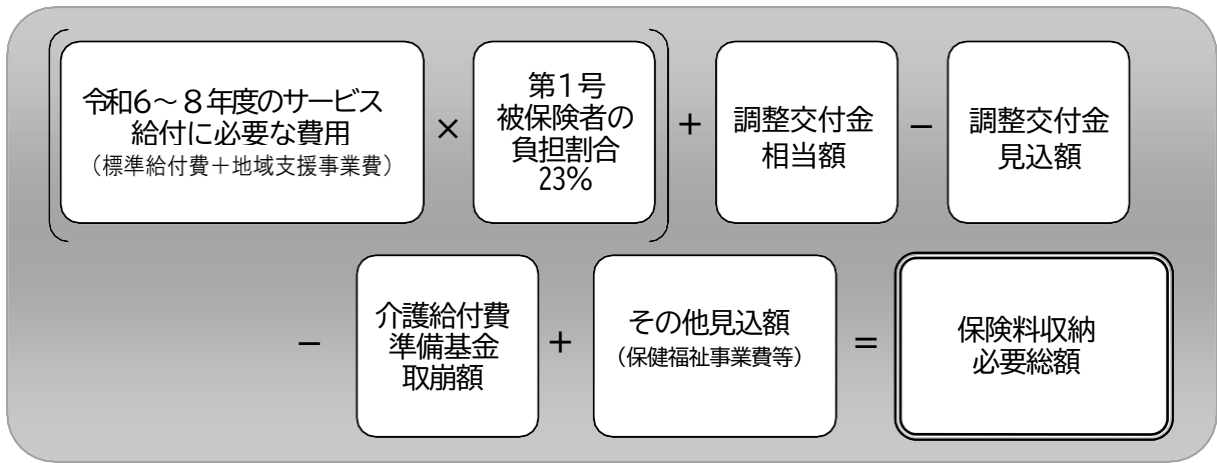 令和6～8年度のサービス
給付に必要な費用
（標準給付費＋地域支援事業費）
×
第1号
被保険者の
負担割合
23%
＋
調整交付金
相当額
－
調整交付金
見込額
－
介護給付費
準備基金
取崩額
＋
その他見込額
（保健福祉事業費等）
＝
保険料収納
必要総額